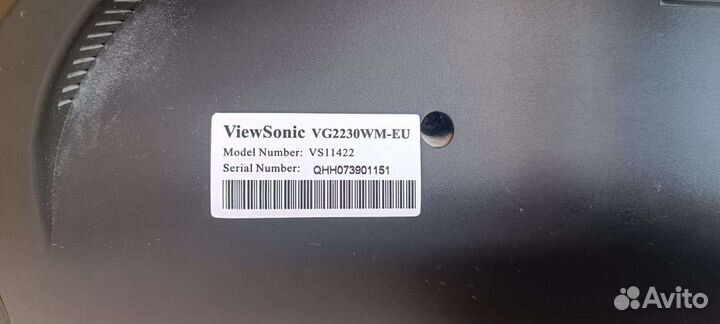 ViewSonic VG2230WM-EU
Model Number: VS11422
Serial Number: QHH073901151
Avito